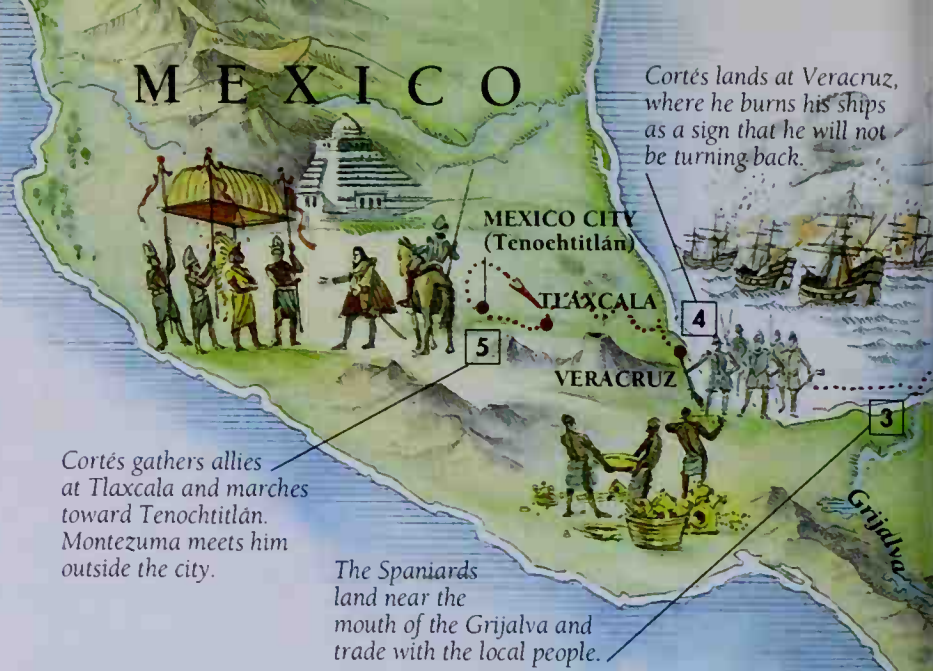 MEXICO
Cortés lands at Veracruz,
where he burns his ships
as a sign that he will not
be turning back.
MEXICO CITY
(Tenochtitlán)
TLAXCALA
4
5
VERACRUZ
3
Cortés gathers allies
at Tlaxcala and marches
toward Tenochtitlán.
Montezuma meets him
outside the city.
Grijalva
The Spaniards
land near the
mouth of the Grijalva and
trade with the local people.